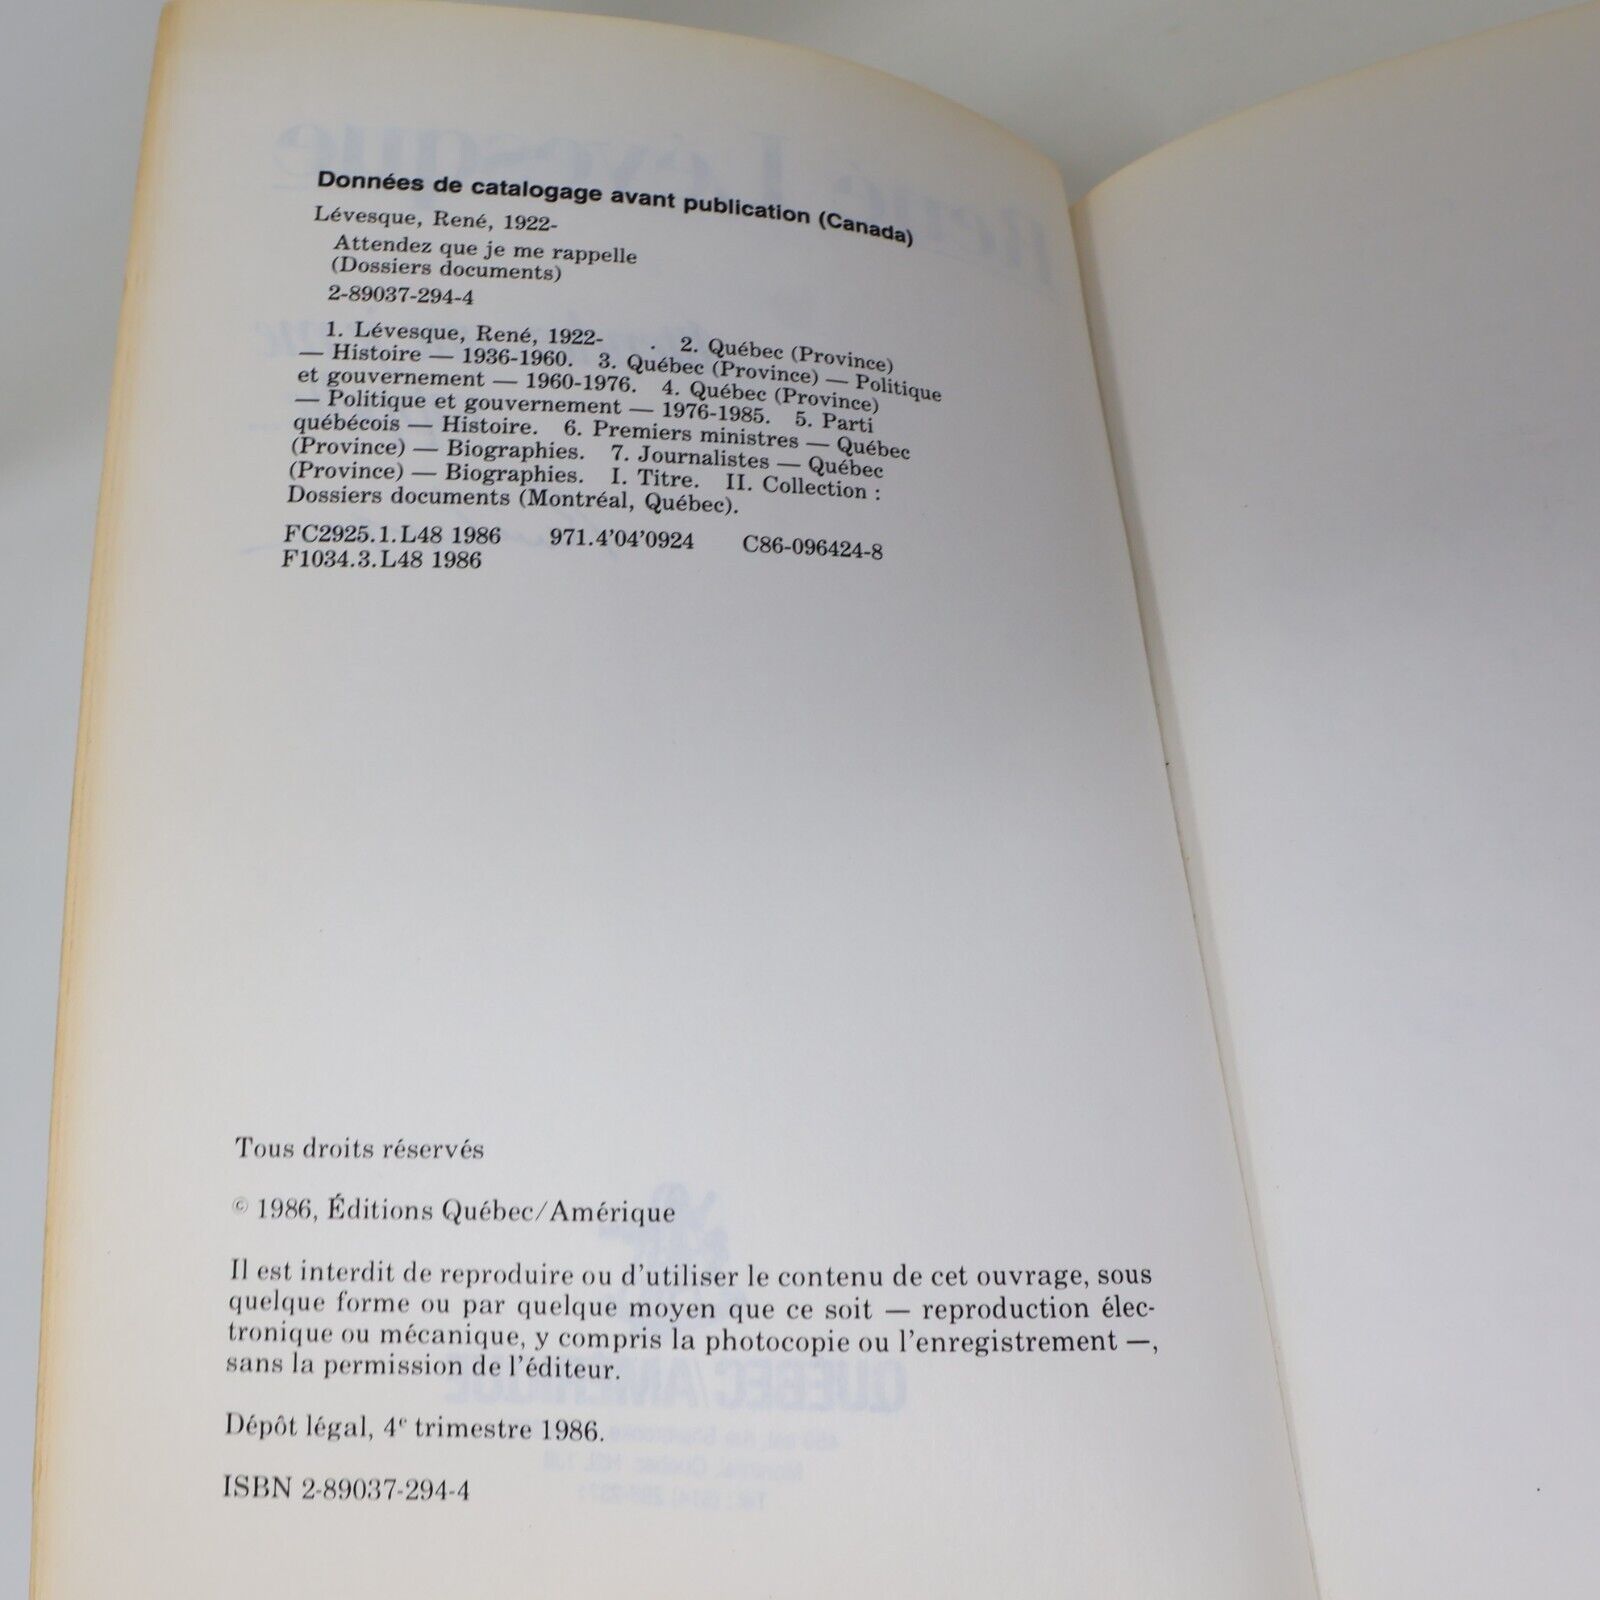 Données de catalogage avant publication (Canada)
Lévesque, René, 1922-
Attendez que je me rappelle
(Dossiers documents)
2-89037-294-4
1. Lévesque, René, 1922- . 2. Québec (Province)
— Histoire — 1936-1960. 3. Québec (Province) — Politique
et gouvernement — 1960-1976. 4. Québec (Province)
— Politique et gouvernement — 1976-1985. 5. Parti
québécois — Histoire. 6. Premiers ministres — Québec
(Province) — Biographies. 7. Journalistes — Québec
(Province) — Biographies. I. Titre. II. Collection :
Dossiers documents (Montréal, Québec).
FC2925.1.L48 1986 971.4'04'0924 C86-096424-8
F1034.3.L48 1986
Tous droits réservés
© 1986, Éditions Québec/Amérique
Il est interdit de reproduire ou d'utiliser le contenu de cet ouvrage, sous
quelque forme ou par quelque moyen que ce soit — reproduction élec-
tronique ou mécanique, y compris la photocopie ou l'enregistrement —,
sans la permission de l'éditeur.
Dépôt légal, 4e trimestre 1986.
ISBN 2-89037-294-4